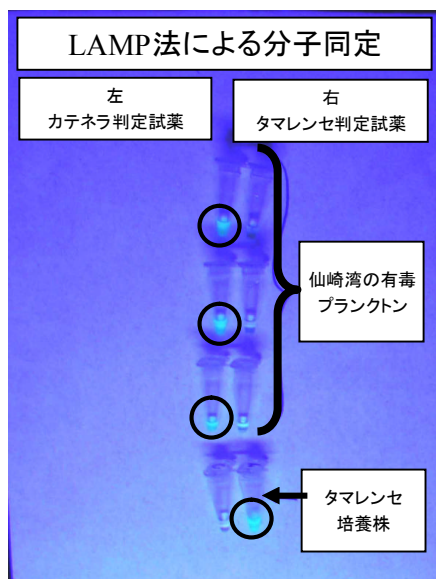 LAMP法による分子同定
左
カテネラ判定試薬
右
タマレンセ判定試薬
仙崎湾の有毒
プランクトン
タマレンセ
培養株